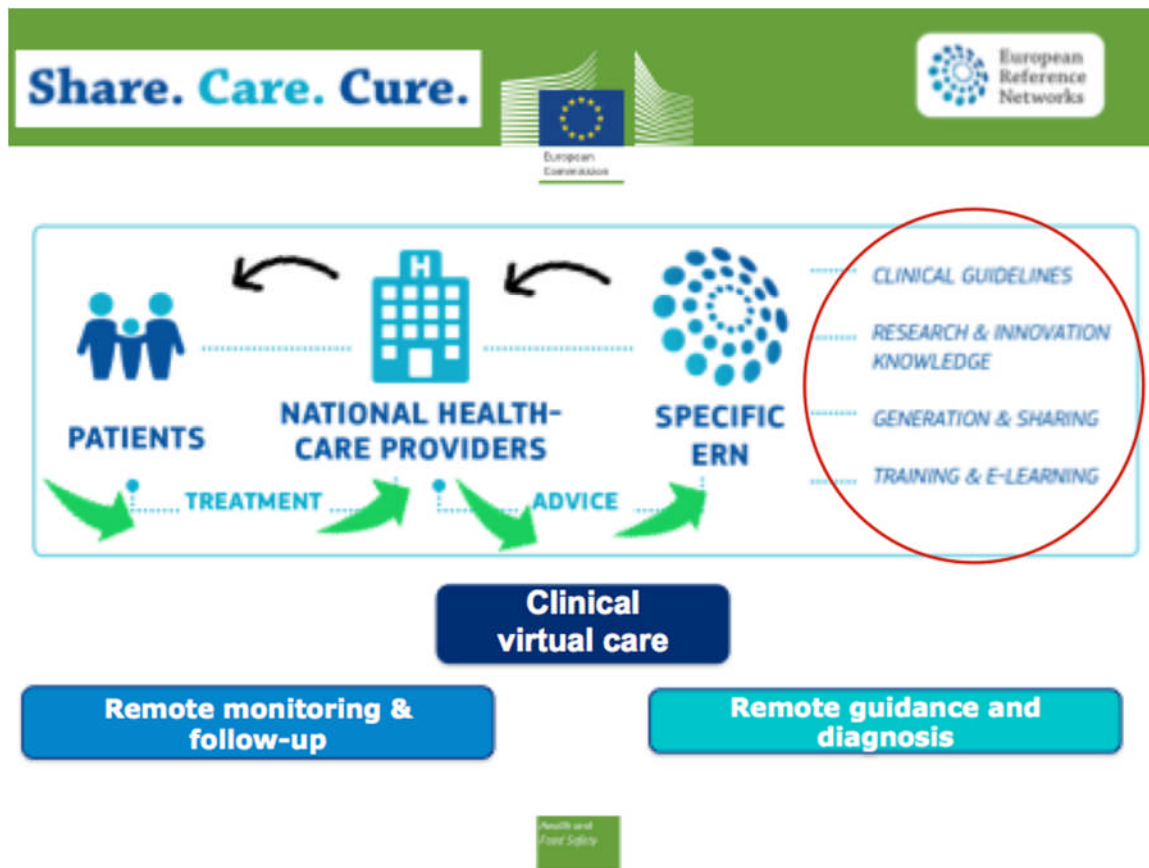 Share. Care. Cure.
European
Reference
Networks
European
Commission
H
CLINICAL GUIDELINES
RESEARCH & INNOVATION
KNOWLEDGE
GENERATION & SHARING
TRAINING & E-LEARNING
PATIENTS
NATIONAL HEALTH-
CARE PROVIDERS
SPECIFIC
ERN
TREATMENT
ADVICE
Clinical
virtual care
Remote monitoring &
follow-up
Remote guidance and
diagnosis
Health and
Food Safety